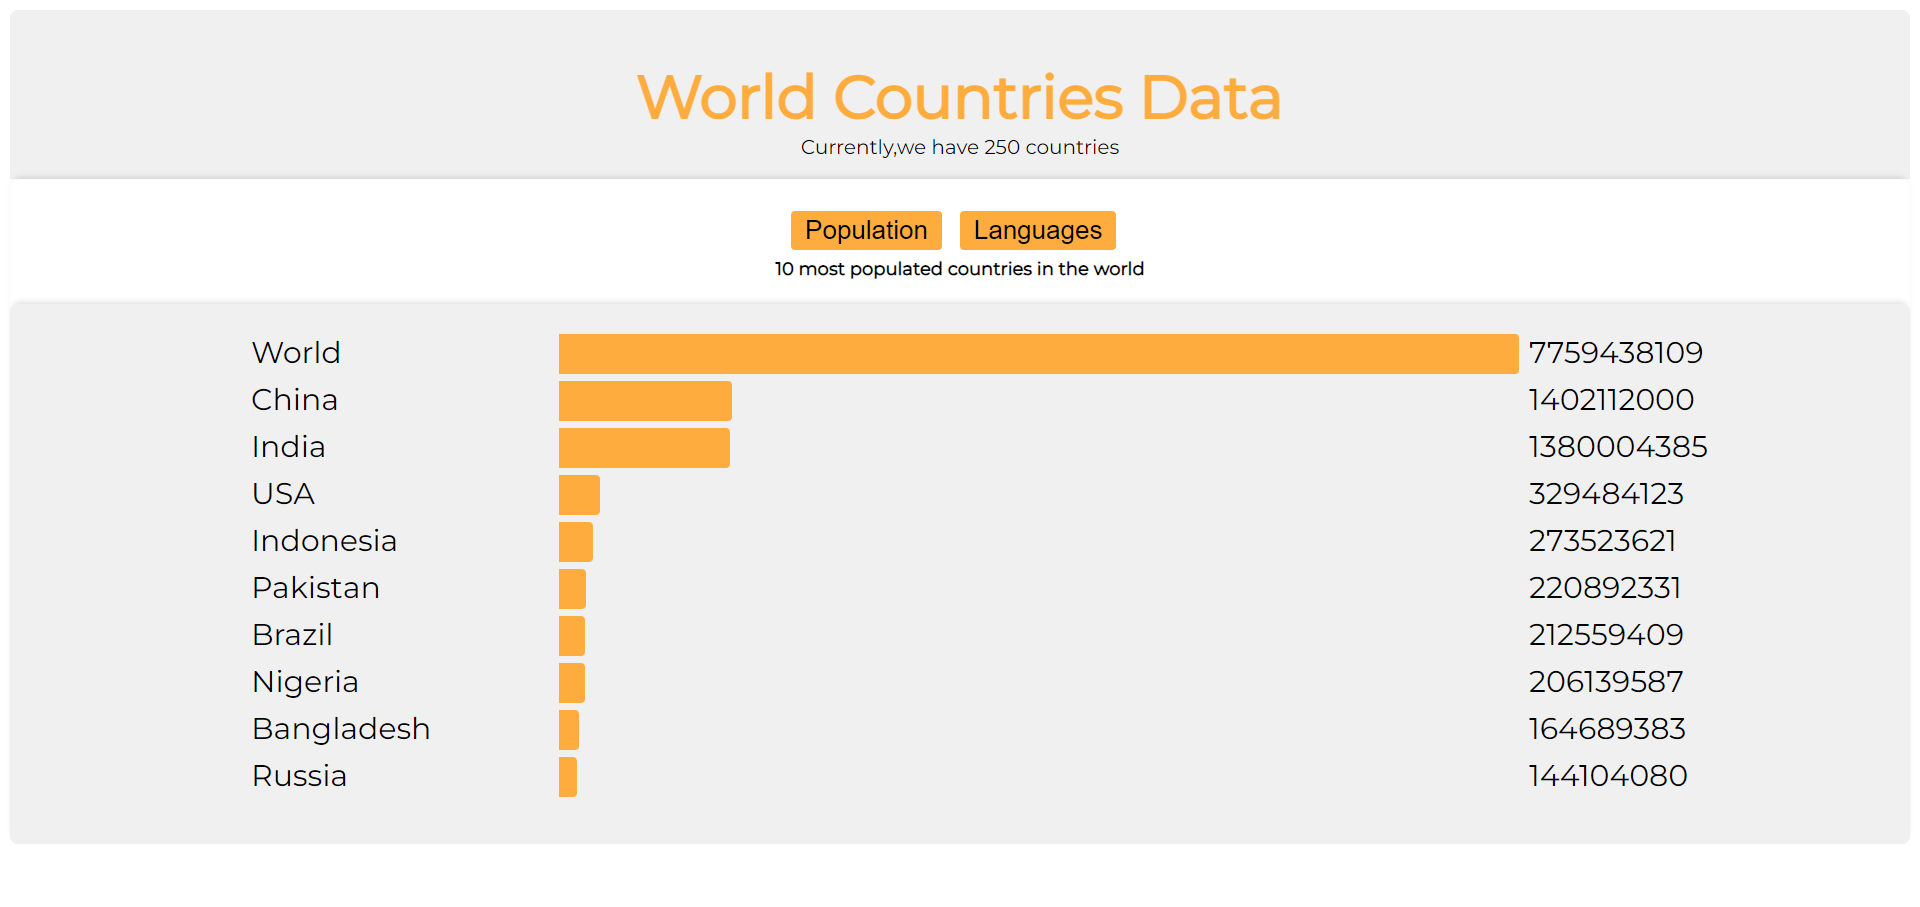 World Countries Data
Currently,we have 250 countries
Population Languages
10 most populated countries in the world
World 7759438109
China 1402112000
India 1380004385
USA 329484123
Indonesia 273523621
Pakistan 220892331
Brazil 212559409
Nigeria 206139587
Bangladesh 164689383
Russia 144104080